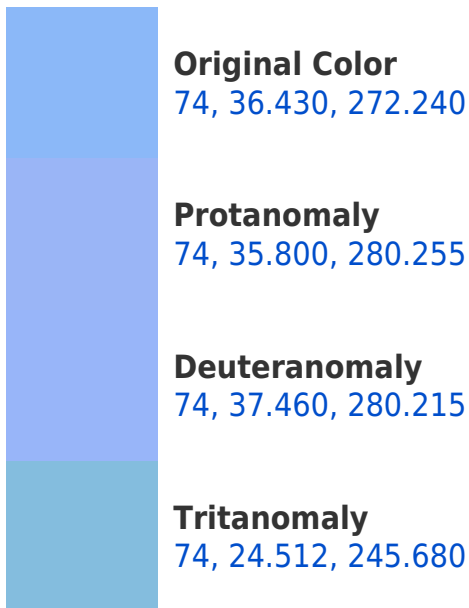 Original Color
74, 36.430, 272.240
Protanomaly
74, 35.800, 280.255
Deuteranomaly
74, 37.460, 280.215
Tritanomaly
74, 24.512, 245.680